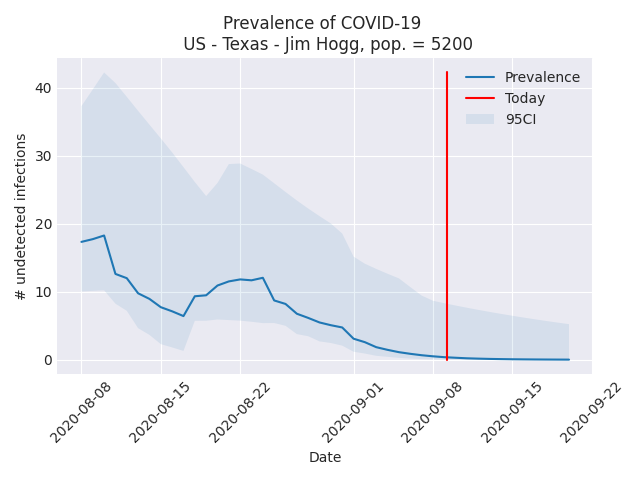 Prevalence of COVID-19
US - Texas - Jim Hogg, pop. = 5200
Prevalence
Today
95CI
# undetected infections
40
30
20
10
0
2020-08-08
2020-08-15
2020-08-22
2020-09-01
2020-09-08
2020-09-15
2020-09-22
Date